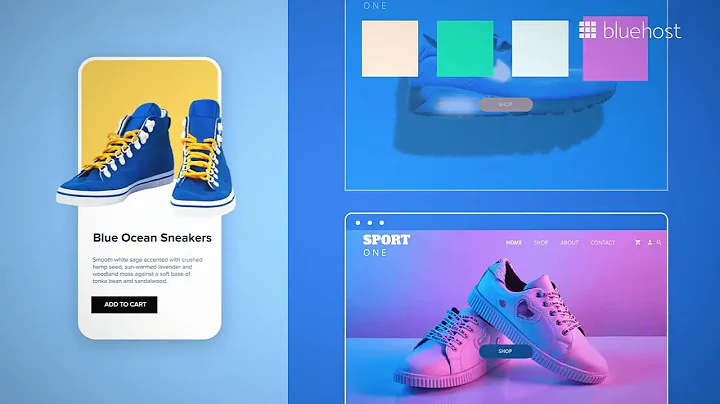 Blue Ocean Sneakers
Smooth white sage accented with crushed
hemp seed, sun-warmed lavender and
woodland moss against a soft base of
tonka bean and sandalwood.
ADD TO CART
ONE
bluehost
SHOP
SPORT
ONE
HOME SHOP ABOUT CONTACT
SHOP